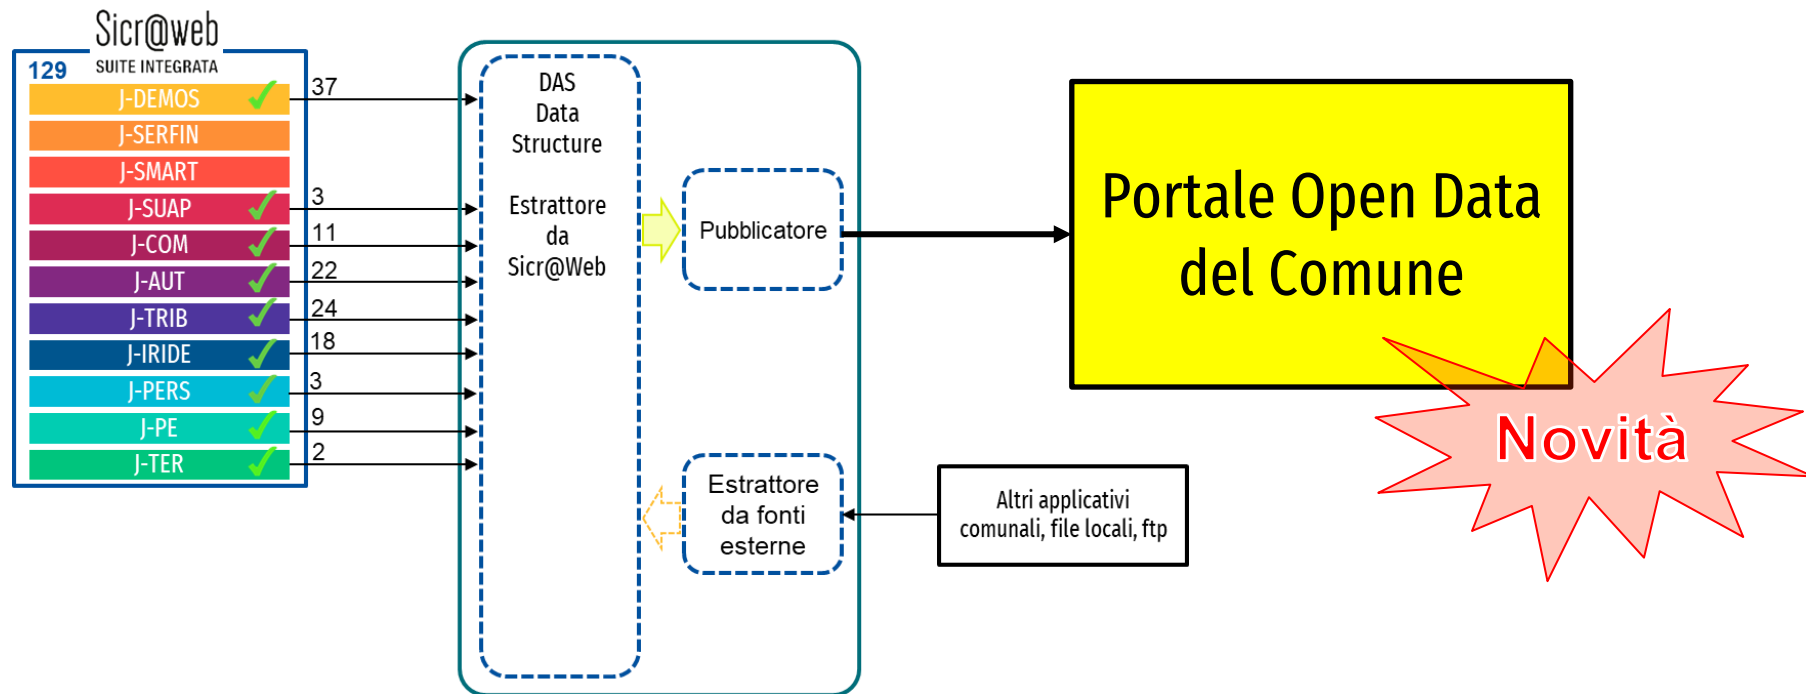 Sicr@web
SUITE INTEGRATA
129
J-DEMOS
37
J-SERFIN
J-SMART
J-SUAP
3
J-COM
11
J-AUT
22
J-TRIB
24
J-IRIDE
18
J-PERS
3
J-PE
9
J-TER
2
DAS
Data
Structure
Estrattore
da
Sicr@Web
Pubblicatore
Estrattore
da fonti
esterne
Altri applicativi
comunali, file locali, ftp
Portale Open Data
del Comune
Novità